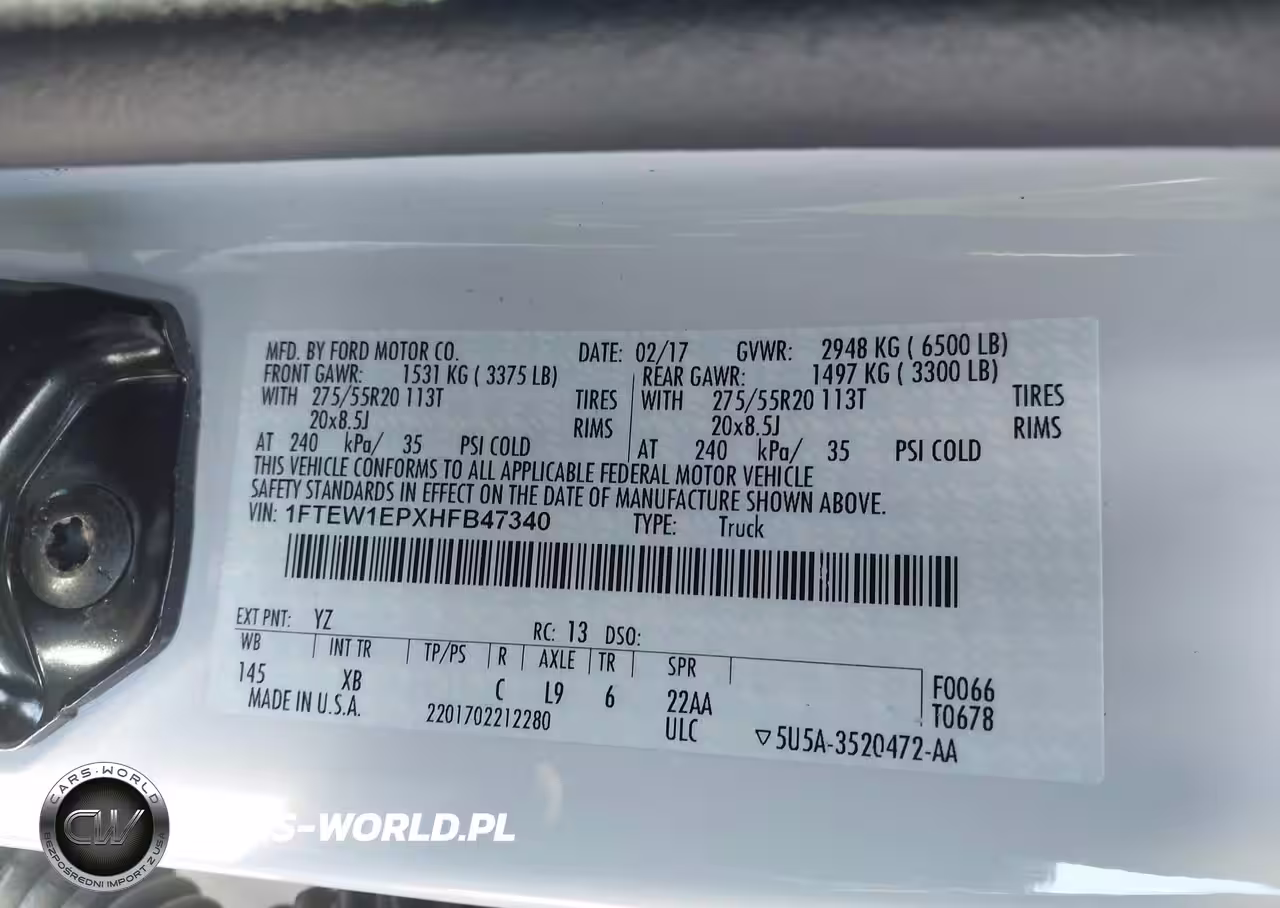 MFD. BY FORD MOTOR CO. DATE: 02/17 GVWR: 2948 KG ( 6500 LB)
FRONT GAWR: 1531 KG ( 3375 LB) REAR GAWR: 1497 KG ( 3300 LB)
WITH 275/55R20 113T TIRES WITH 275/55R20 113T TIRES
20x8.5J RIMS 20x8.5J RIMS
AT 240 kPa/ 35 PSI COLD AT 240 kPa/ 35 PSI COLD
THIS VEHICLE CONFORMS TO ALL APPLICABLE FEDERAL MOTOR VEHICLE
SAFETY STANDARDS IN EFFECT ON THE DATE OF MANUFACTURE SHOWN ABOVE.
VIN: 1FTEW1EPXHFB47340 TYPE: Truck
EXT PNT: YZ RC: 13 DSO:
WB INT TR TP/PS R AXLE TR SPR
145 XB C L9 6 22AA F0066
MADE IN U.S.A. 2201702212280 ULC T0678
▽5U5A-3520472-AA
CARS-WORLD
CW
BEZPOŚREDNI IMPORT Z USA
S-WORLD.PL